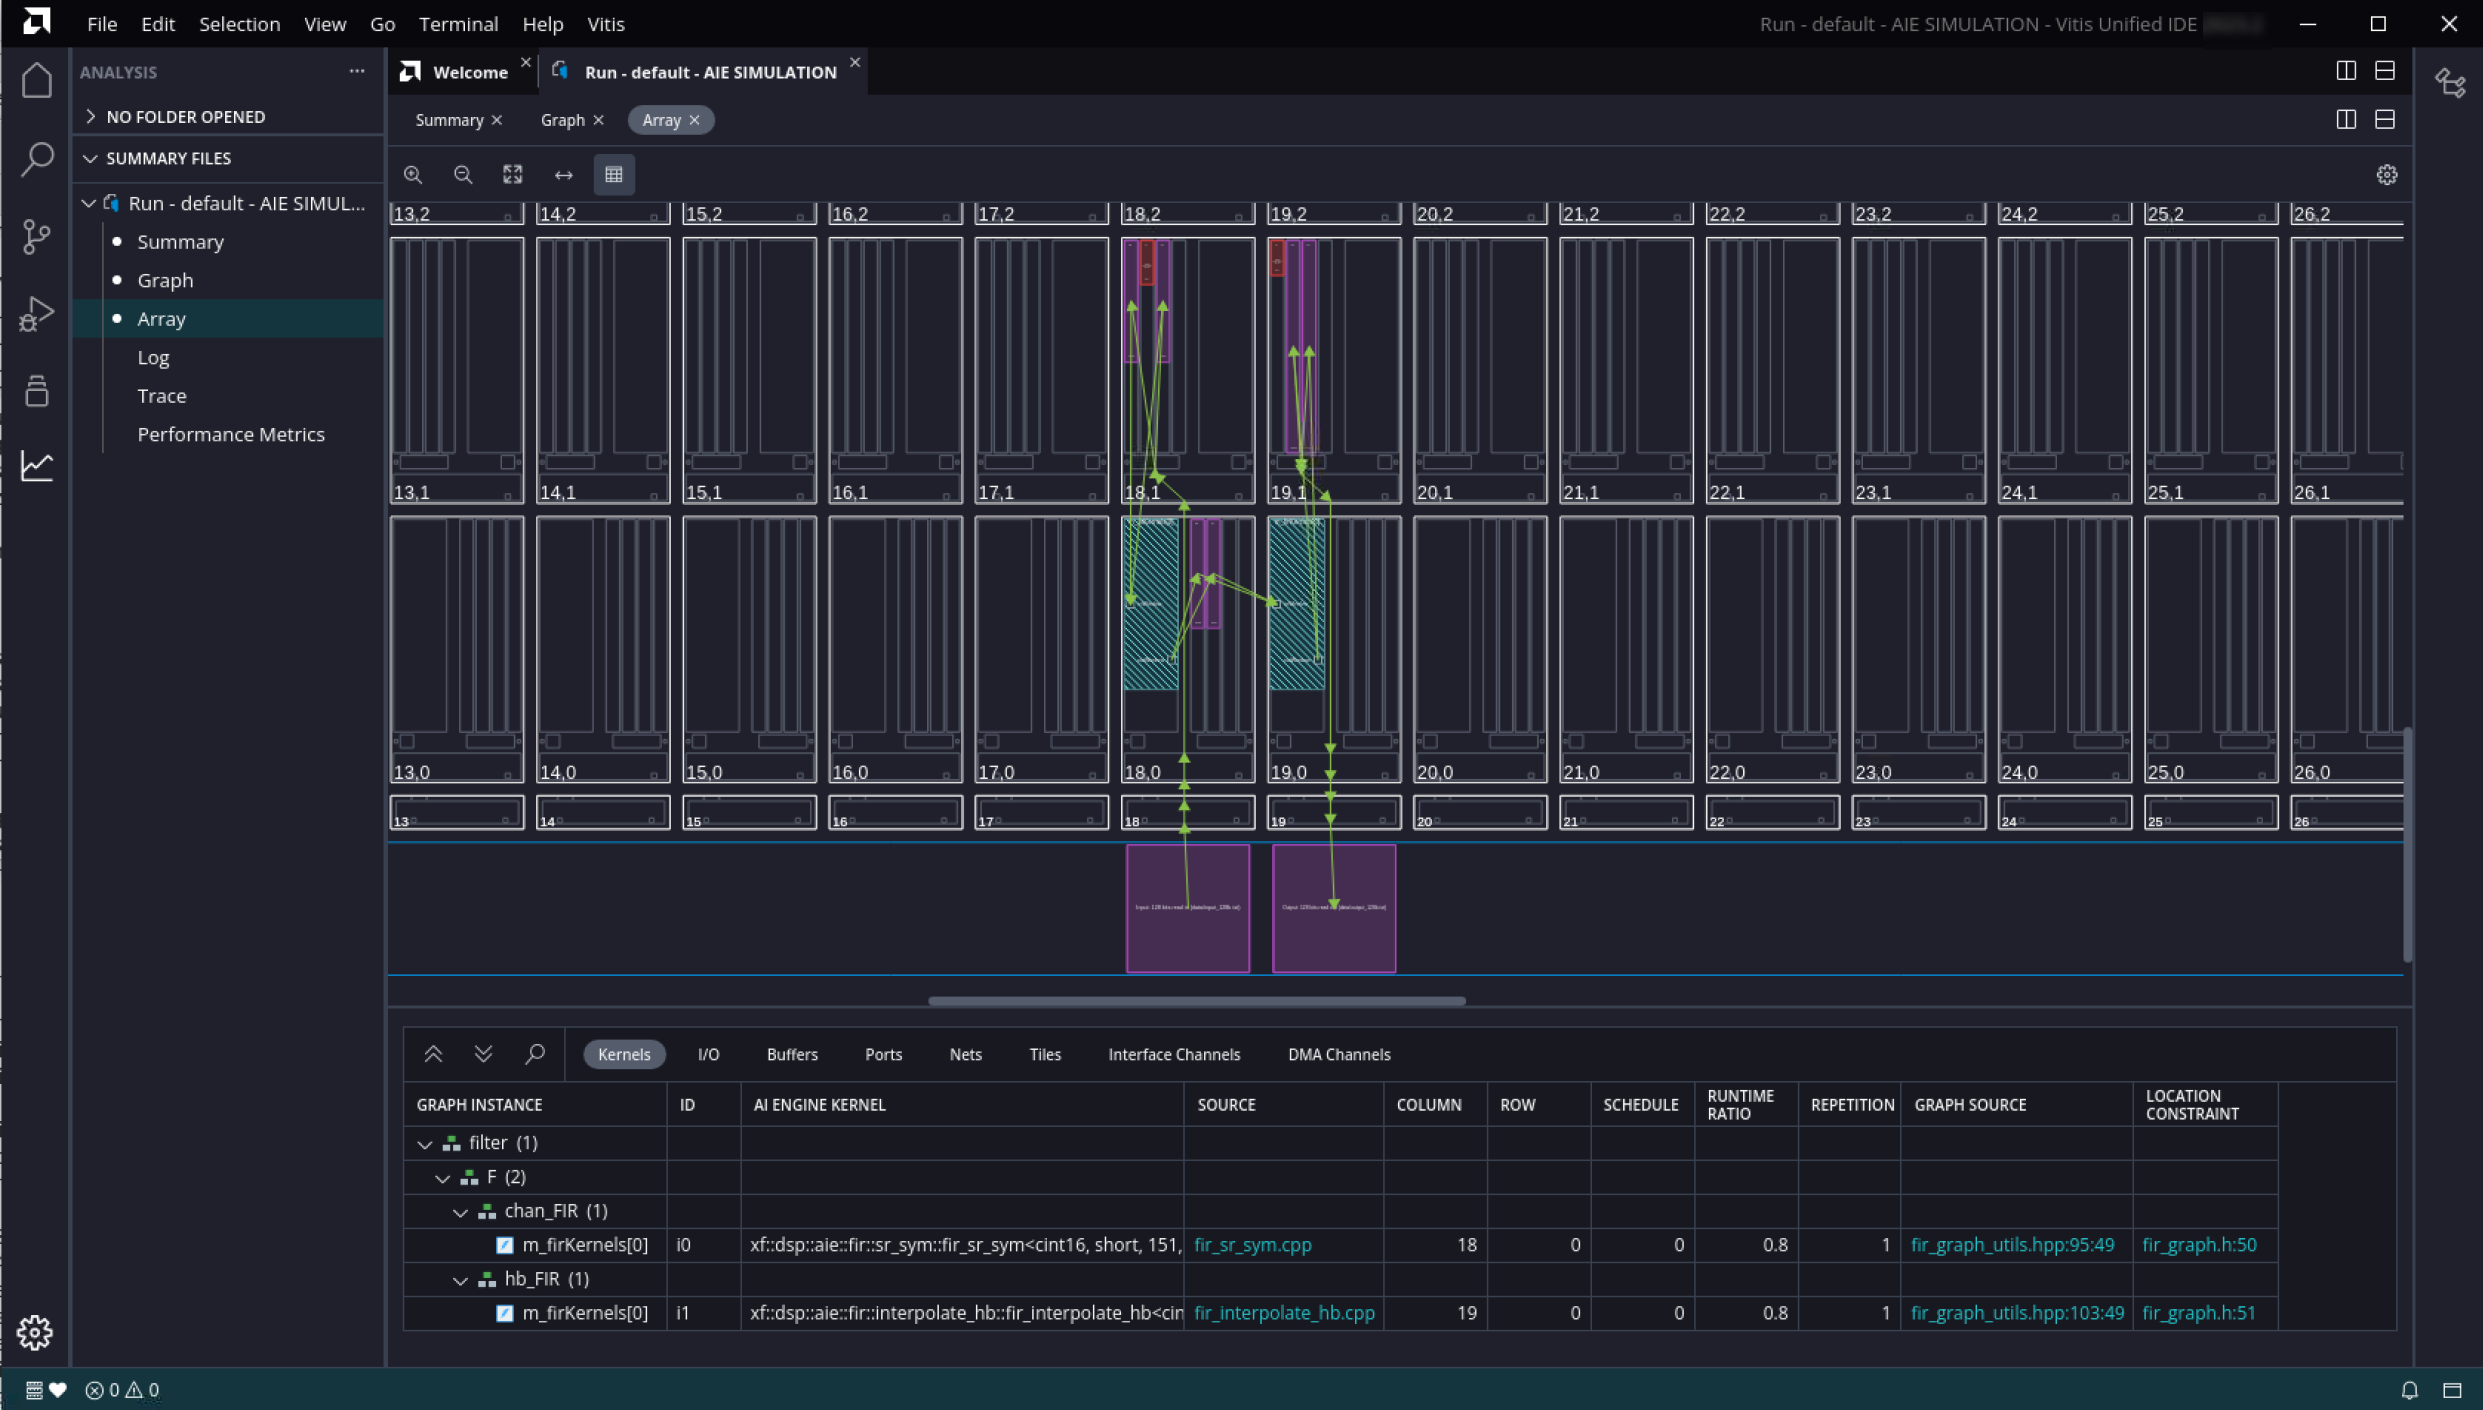 File Edit Selection View Go Terminal Help Vitis
Run - default - AIE SIMULATION - Vitis Unified IDE
ANALYSIS
Welcome
Run - default - AIE SIMULATION
NO FOLDER OPENED
Summary
Graph
Array
SUMMARY FILES
Run - default - AIE SIMUL...
Summary
Graph
Array
Log
Trace
Performance Metrics
13,2 14,2 15,2 16,2 17,2 18,2 19,2 20,2 21,2 22,2 23,2 24,2 25,2 26,2
13,1 14,1 15,1 16,1 17,1 18,1 19,1 20,1 21,1 22,1 23,1 24,1 25,1 26,1
13,0 14,0 15,0 16,0 17,0 18,0 19,0 20,0 21,0 22,0 23,0 24,0 25,0 26,0
13 14 15 16 17 18 19 20 21 22 23 24 25 26
Kernels I/O Buffers Ports Nets Tiles Interface Channels DMA Channels
GRAPH INSTANCE ID AI ENGINE KERNEL SOURCE COLUMN ROW SCHEDULE RUNTIME RATIO REPETITION GRAPH SOURCE LOCATION CONSTRAINT
filter (1)
F (2)
chan_FIR (1)
m_firKernels[0] i0 xf::dsp::aie::fir::sr_sym::fir_sr_sym<cint16, short, 151, fir_sr_sym.cpp 18 0 0 0.8 1 fir_graph_utils.hpp:95:49 fir_graph.h:50
hb_FIR (1)
m_firKernels[0] i1 xf::dsp::aie::fir::interpolate_hb::fir_interpolate_hb<cin fir_interpolate_hb.cpp 19 0 0 0.8 1 fir_graph_utils.hpp:103:49 fir_graph.h:51
0 0